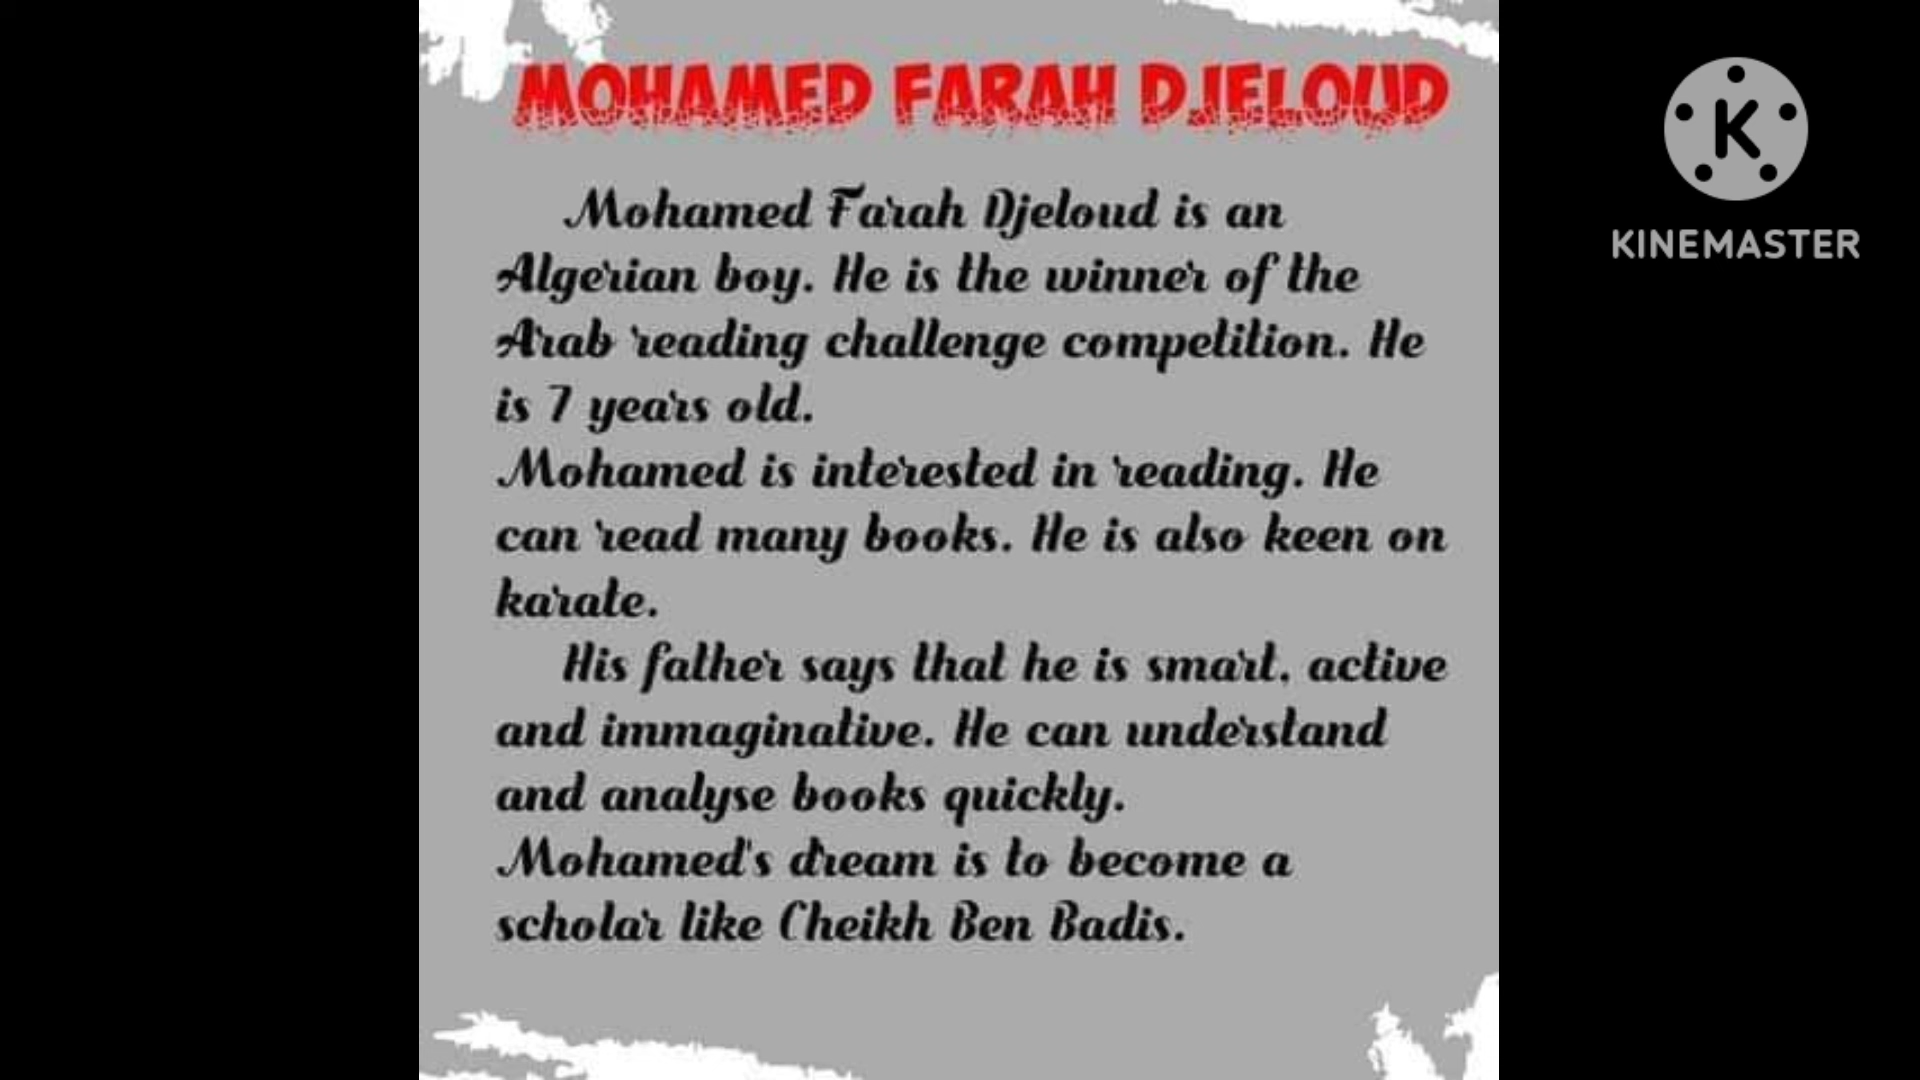 MOHAMED FARAH DJELOUD
Mohamed Farah Djeloud is an
Algerian boy. He is the winner of the
Arab reading challenge competition. He
is 7 years old.
Mohamed is interested in reading. He
can read many books. He is also keen on
karate.
His father says that he is smart, active
and immaginative. He can understand
and analyse books quickly.
Mohamed's dream is to become a
scholar like Cheikh Ben Badis.
K
KINEMASTER